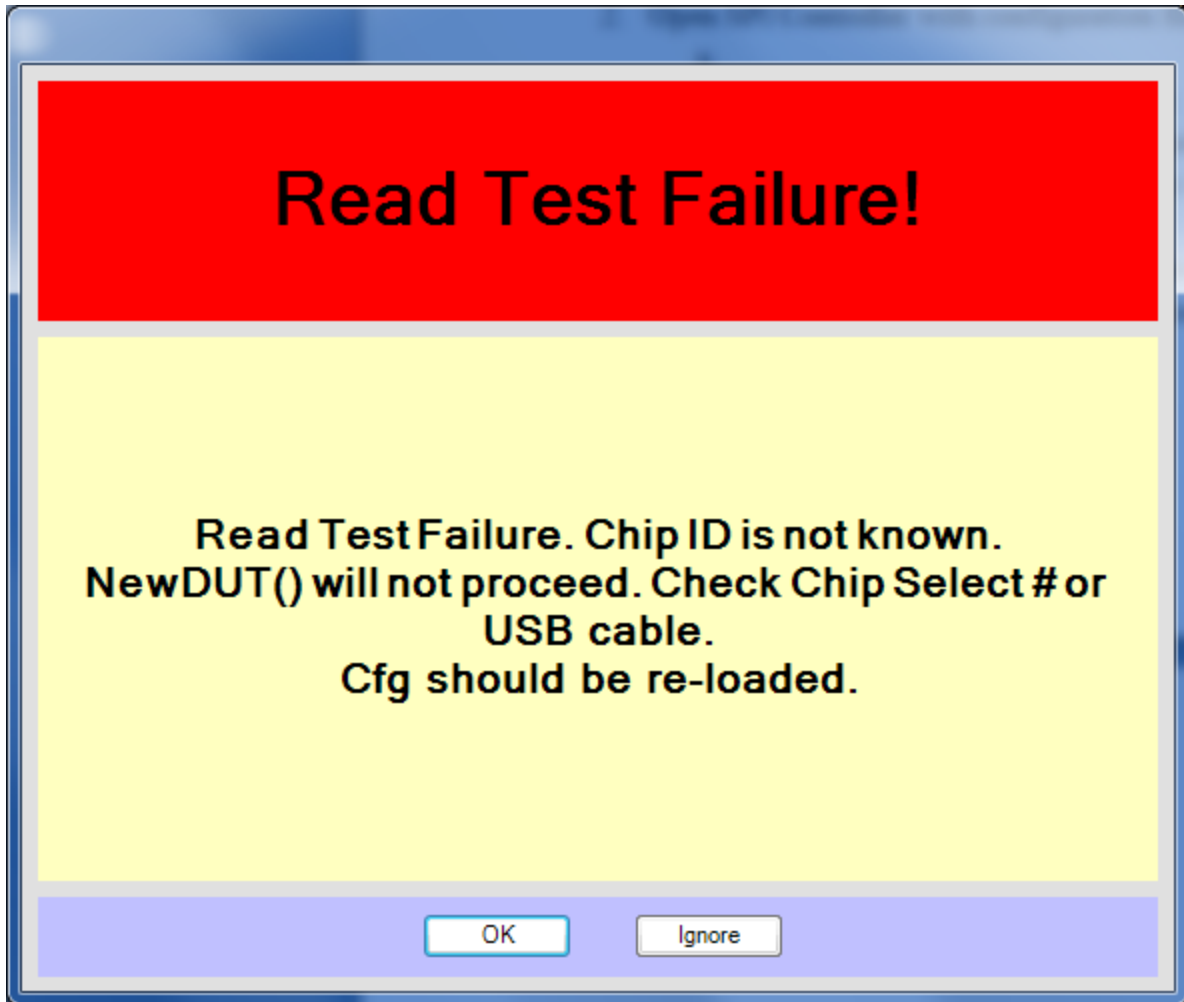 Read Test Failure!
Read Test Failure. Chip ID is not known.
NewDUT() will not proceed. Check Chip Select # or
USB cable.
Cfg should be re-loaded.
OK
Ignore